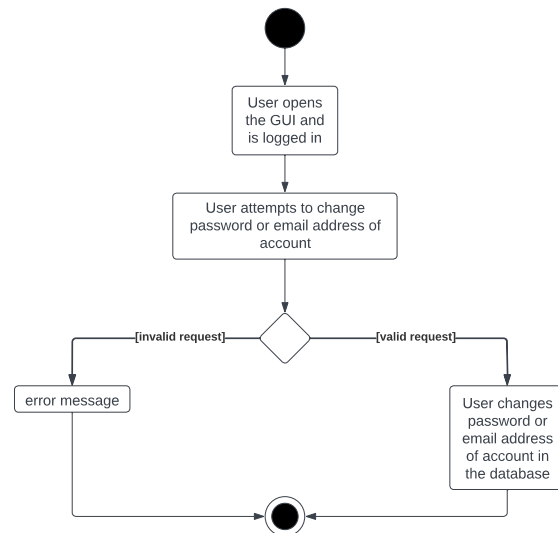 User opens
the GUI and
is logged in
User attempts to change
password or email address of
account
[invalid request]
[valid request]
error message
User changes
password or
email address
of account in
the database